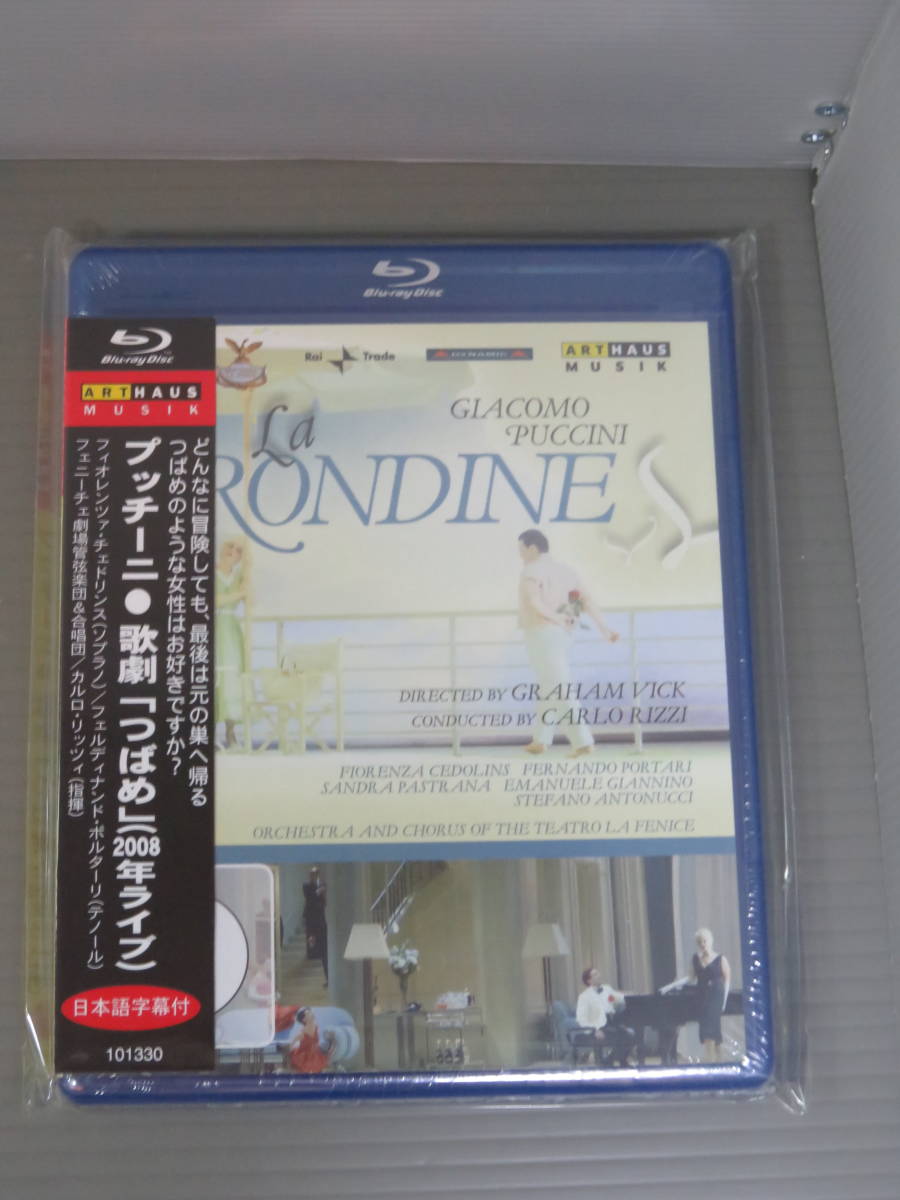 Blu-ray Disc
Blu-ray Disc
ARTHAUS
MUSIK
どんなに冒険しても、最後は元の巣へ帰る
つばめのような女性はお好きですか?
プッチーニ●歌劇「つばめ」(2008年ライブ)
フィオレンツァ・チェドリンス(ソプラノ)/フェルディナンド・ポルターリ(テノール)
フェニーチェ劇場管弦楽団&合唱団/カルロ・リッツィ(指揮)
日本語字幕付
101330
Rai Trade
DYNAMIC
ARTHAUS
MUSIK
GIACOMO
PUCCINI
La
RONDINE
DIRECTED BY GRAHAM VICK
CONDUCTED BY CARLO RIZZI
FIORENZA CEDOLINS FERNANDO PORTARI
SANDRA PASTRANA EMANUELE GIANNINO
STEFANO ANTONUCCI
ORCHESTRA AND CHORUS OF THE TEATRO LA FENICE